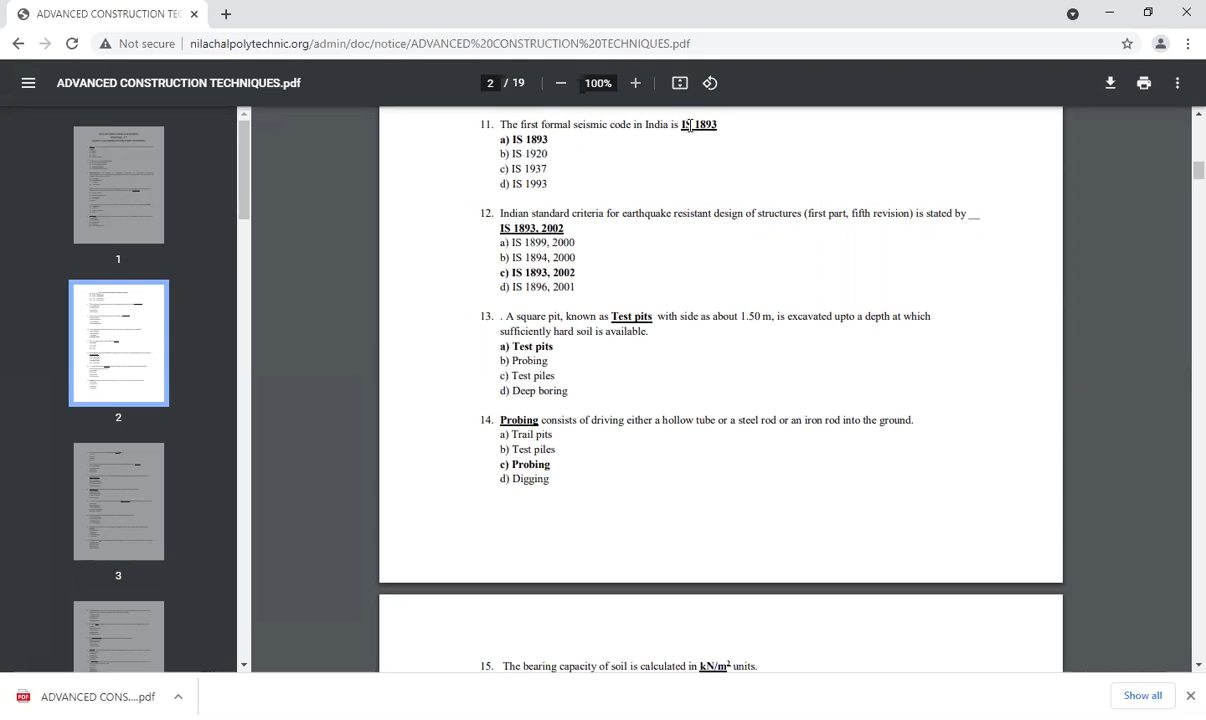 ADVANCED CONSTRUCTION TEC
Not secure
nilachalpolytechnic.org/admin/doc/notice/ADVANCED%20CONSTRUCTION%20TECHNIQUES.pdf
ADVANCED CONSTRUCTION TECHNIQUES.pdf
2 / 19
100%
11. The first formal seismic code in India is IS 1893
a) IS 1893
b) IS 1920
c) IS 1937
d) IS 1993
12. Indian standard criteria for earthquake resistant design of structures (first part, fifth revision) is stated by __
IS 1893, 2002
a) IS 1899, 2000
b) IS 1894, 2000
c) IS 1893, 2002
d) IS 1896, 2001
13. . A square pit, known as Test pits with side as about 1.50 m, is excavated upto a depth at which
sufficiently hard soil is available.
a) Test pits
b) Probing
c) Test piles
d) Deep boring
14. Probing consists of driving either a hollow tube or a steel rod or an iron rod into the ground.
a) Trail pits
b) Test piles
c) Probing
d) Digging
15. The bearing capacity of soil is calculated in kN/m² units.
1
2
3
ADVANCED CONS....pdf
Show all